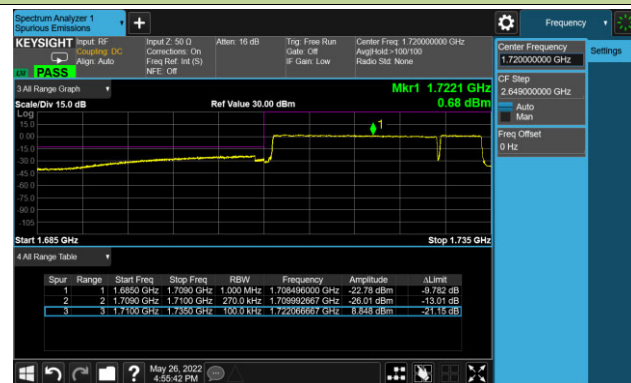 Spectrum Analyzer 1
Spurious Emissions
Frequency
KEYSIGHT
Input: RF
Coupling: DC
Align: Auto
Input Z: 50 Ω
Corrections: On
Freq Ref: Int (S)
NFE: Off
Atten: 16 dB
Trig: Free Run
Gate: Off
IF Gain: Low
Center Freq: 1.720000000 GHz
Avg|Hold:>100/100
Radio Std: None
PASS
Center Frequency
1.720000000 GHz
Settings
CF Step
2.649000000 GHz
Auto
Man
Freq Offset
0 Hz
3 All Range Graph
Mkr1 1.7221 GHz
0.68 dBm
Scale/Div 15.0 dB
Ref Value 30.00 dBm
Log
15.0
0.00
-15.0
-30.0
-45.0
-60.0
-75.0
-90.0
-105
1
Start 1.685 GHz
Stop 1.735 GHz
4 All Range Table
Spur Range Start Freq Stop Freq RBW Frequency Amplitude ΔLimit
1 1 1.6850 GHz 1.7090 GHz 1.000 MHz 1.708496000 GHz -22.78 dBm -9.782 dB
2 2 1.7090 GHz 1.7100 GHz 270.0 kHz 1.709992667 GHz -26.01 dBm -13.01 dB
3 3 1.7100 GHz 1.7350 GHz 100.0 kHz 1.722066667 GHz 8.848 dBm -21.15 dB
?
May 26, 2022
4:55:42 PM